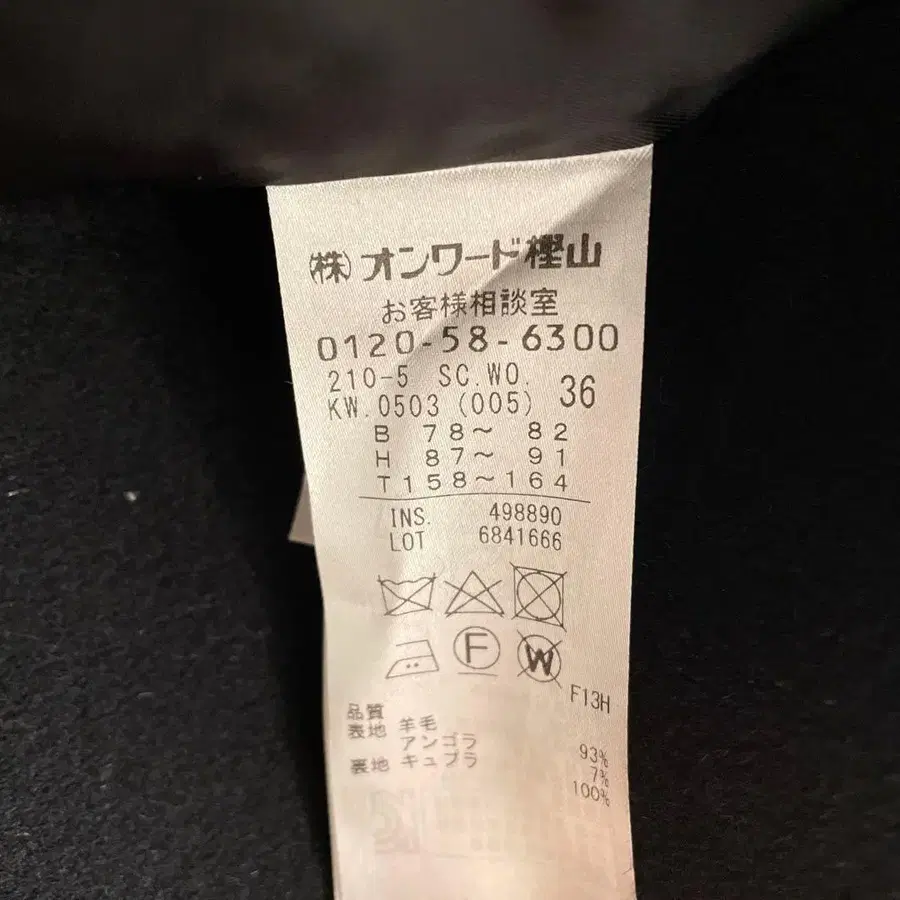 (株)オンワード樫山
お客様相談室
0120-58-6300
210-5 SC.WO. 36
KW.0503 (005)
B 78～ 82
H 87～ 91
T158～164
INS. 498890
LOT 6841666
F
W
F13H
品質
表地 羊毛 93%
アンゴラ 7%
裏地 キュプラ 100%